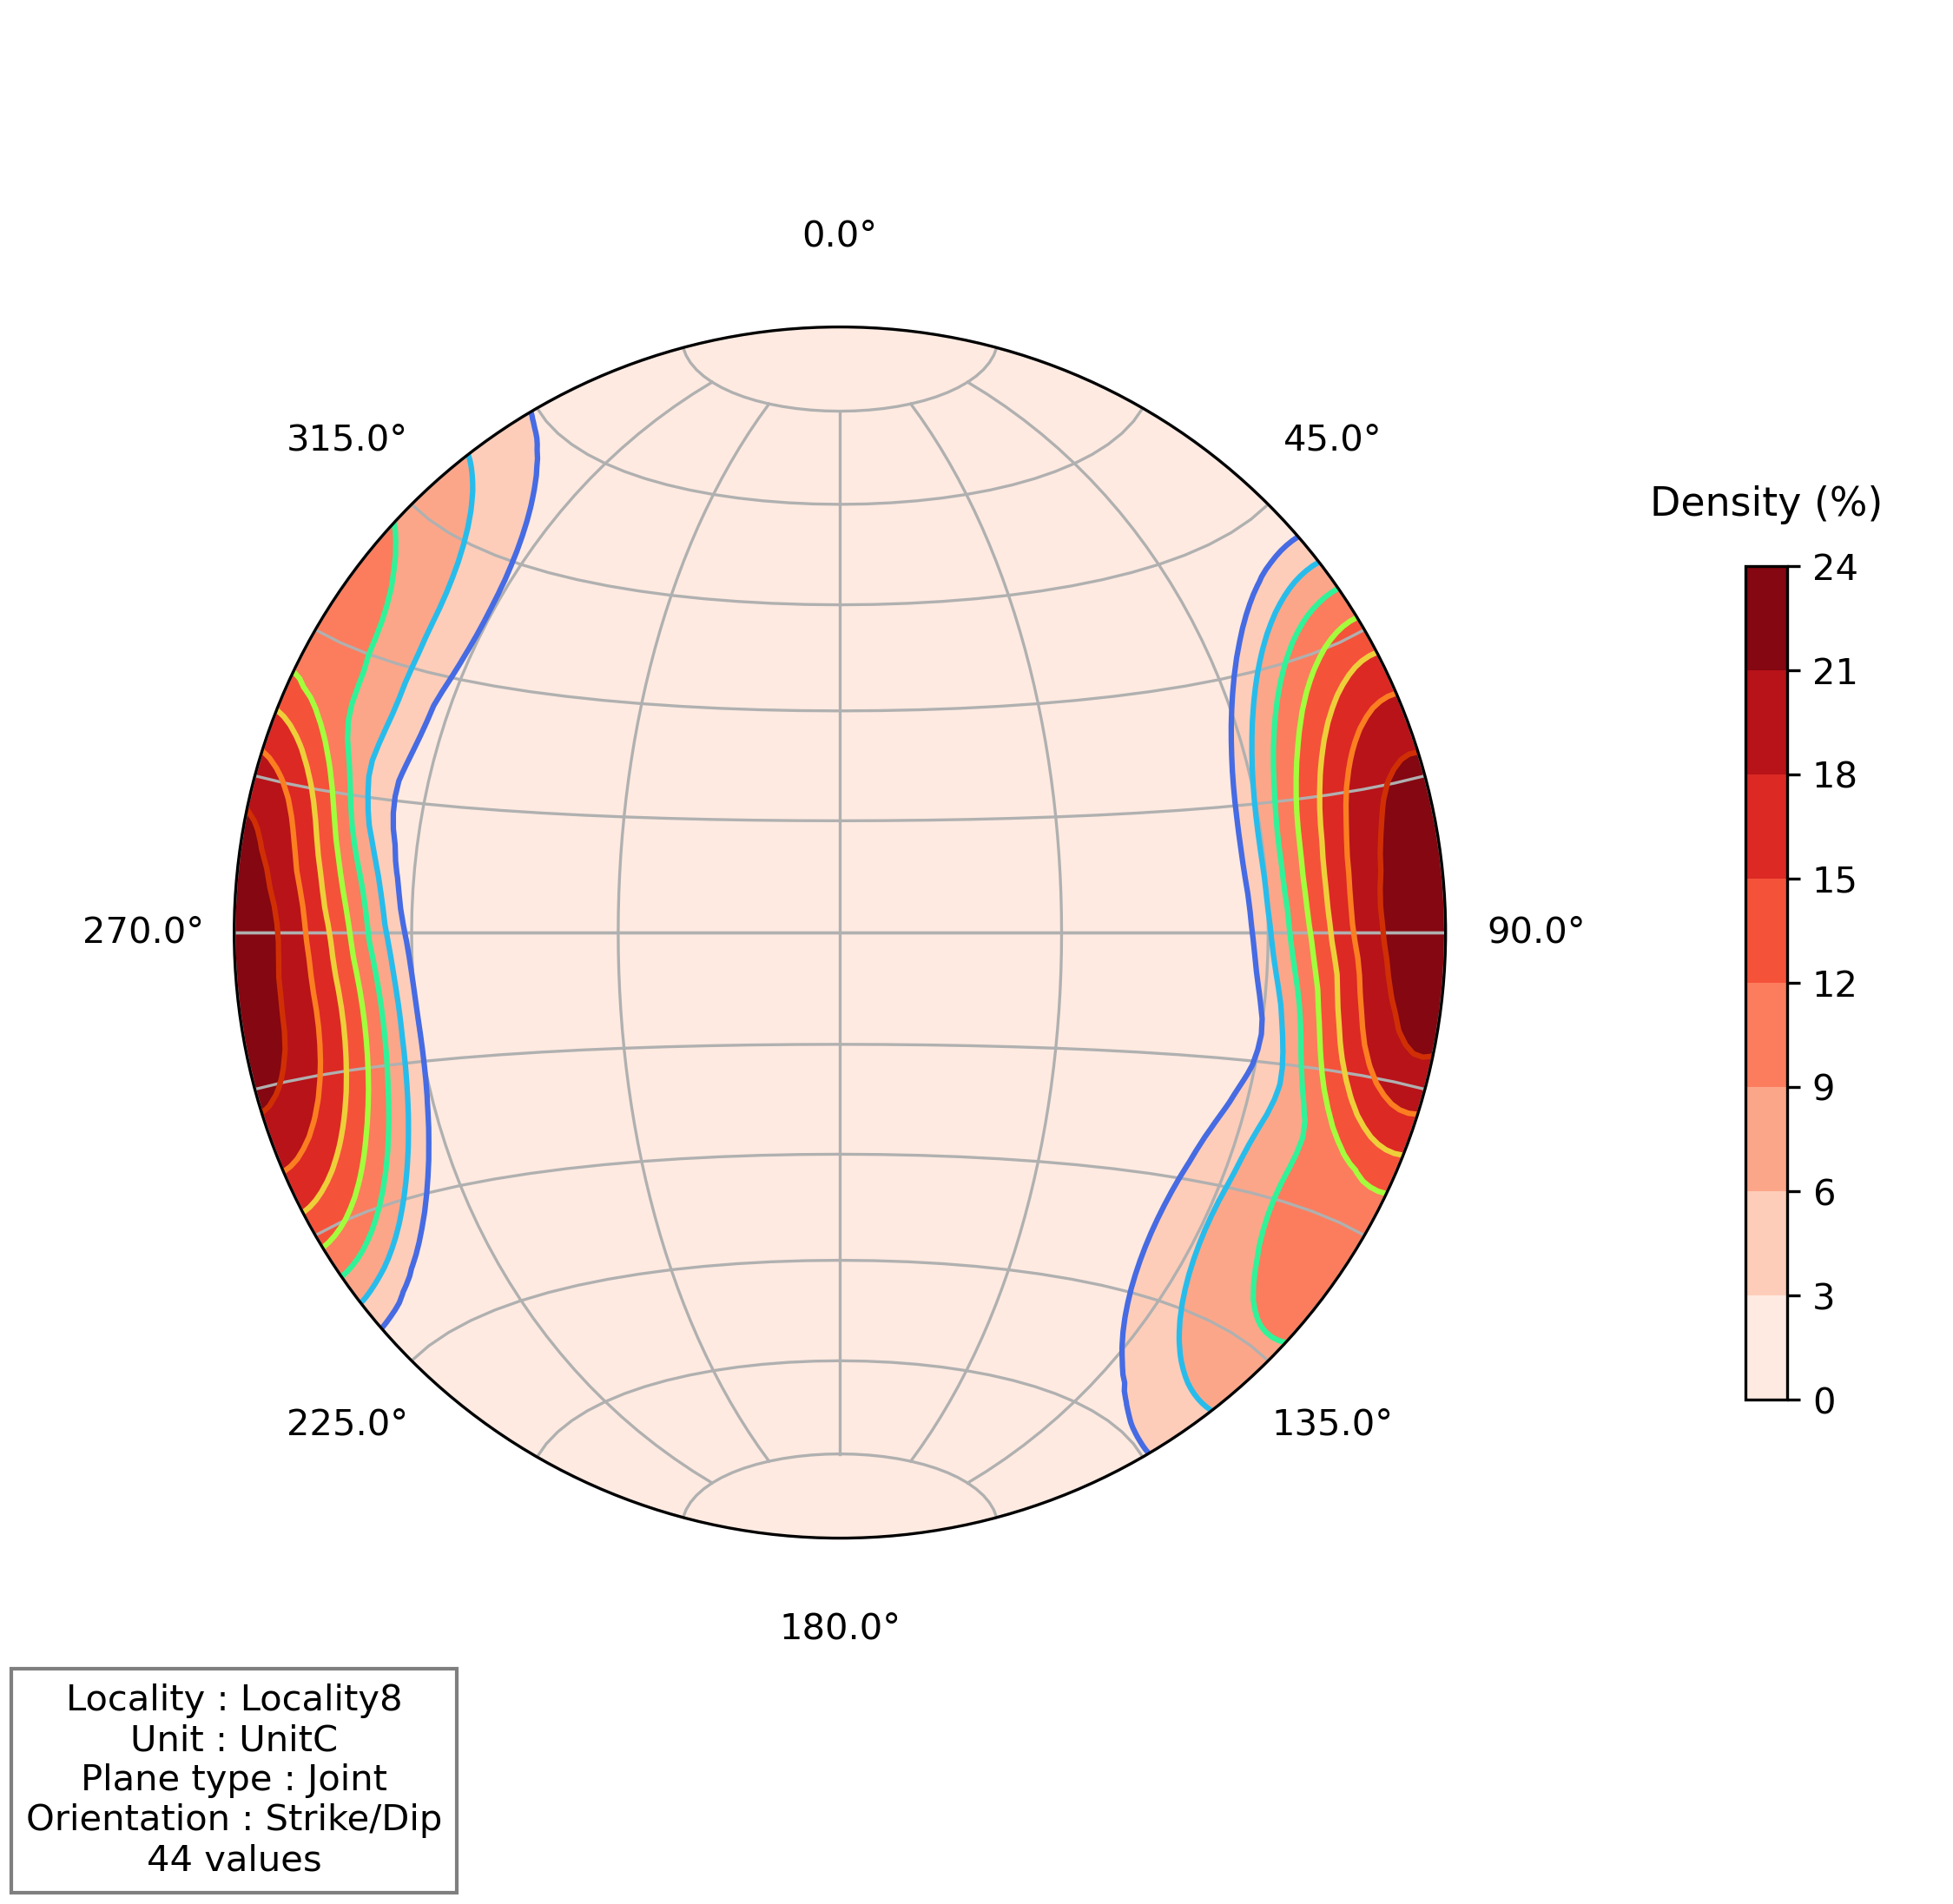 0.0°
315.0°
45.0°
Density (%)
24
21
18
270.0°
90.0°
15
12
9
6
3
0
225.0°
135.0°
180.0°
Locality : Locality8
Unit : UnitC
Plane type : Joint
Orientation : Strike/Dip
44 values